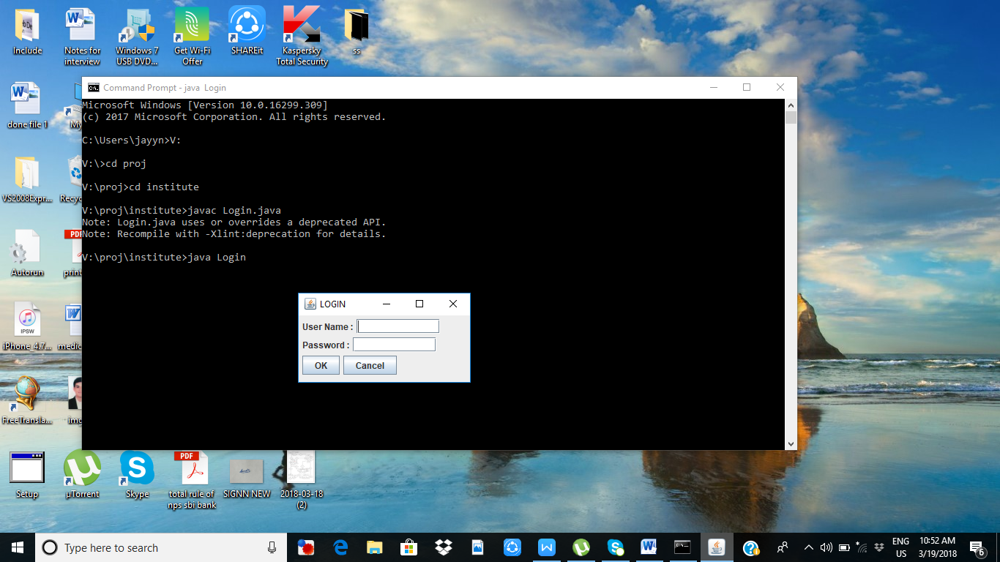 Include
Notes for
interview
Windows 7
USB DVD...
Get Wi-Fi
Offer
SHAREit
Kaspersky
Total Security
ss
done file 1
My
VS2008Expr...
Recyc
Autorun
PDF
print
IPSW
iPhone_4.7...
medic
FreeTransla...
img
Setup
µTorrent
Skype
PDF
total rule of
nps sbi bank
SIGNN NEW
2018-03-18
(2)
Command Prompt - java  Login
Microsoft Windows [Version 10.0.16299.309]
(c) 2017 Microsoft Corporation. All rights reserved.
C:\Users\jayyn>V:
V:\>cd proj
V:\proj>cd institute
V:\proj\institute>javac Login.java
Note: Login.java uses or overrides a deprecated API.
Note: Recompile with -Xlint:deprecation for details.
V:\proj\institute>java Login
LOGIN
User Name :
Password :
OK
Cancel
Type here to search
ENG
US
10:52 AM
3/19/2018
6